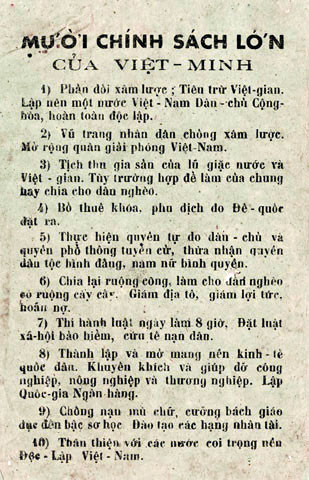 MƯỜI CHÍNH SÁCH LỚN
CỦA VIỆT-MINH
1) Phản đối xâm lược ; Tiêu trừ Việt-gian.
Lập nên một nước Việt-Nam Dân-chủ Cộng-
hòa, hoàn toàn độc lập.
2) Vũ trang nhân dân chống xâm lược.
Mở rộng quân giải phóng Việt-Nam.
3) Tịch thu gia sản của lũ giặc nước và
Việt-gian. Tùy trường hợp để làm của chung
hay chia cho dân nghèo.
4) Bỏ thuế khóa, phu dịch do Đế-quốc
đặt ra.
5) Thực hiện quyền tự do dân-chủ và
quyền phổ thông tuyển cử, thừa nhận quyền
dân tộc bình đẳng, nam nữ bình quyền.
6) Chia lại ruộng công, làm cho dân nghèo
có ruộng cầy cấy. Giảm địa tô, giảm lợi tức,
hoãn nợ.
7) Thi hành luật ngày làm 8 giờ, Đặt luật
xã-hội bảo hiểm, cứu tế nạn dân.
8) Thành lập và mở mang nền kinh-tế
quốc dân. Khuyến khích và giúp đỡ công
nghiệp, nông nghiệp và thương nghiệp. Lập
Quốc-gia Ngân hàng.
9) Chống nạn mù chữ, cưỡng bách giáo
dục đến bậc sơ học. Đào tạo các hạng nhân tài.
10) Thân thiện với các nước coi trọng nền
Độc-Lập Việt-Nam.